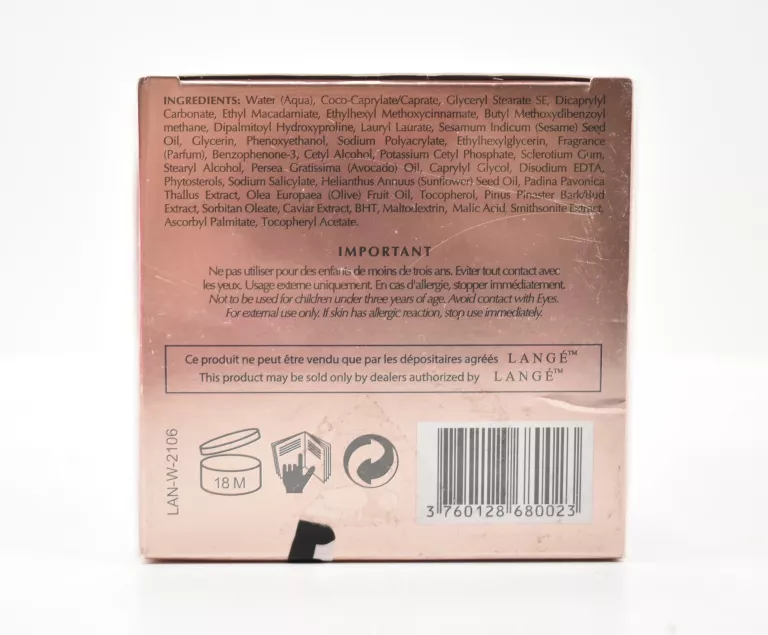 INGREDIENTS: Water (Aqua), Coco-Caprylate/Caprate, Glyceryl Stearate SE, Dicaprylyl
Carbonate, Ethyl Macadamiate, Ethylhexyl Methoxycinnamate, Butyl Methoxydibenzoyl
methane, Dipalmitoyl Hydroxyproline, Lauryl Laurate, Sesamum Indicum (Sesame) Seed
Oil, Glycerin, Phenoxyethanol, Sodium Polyacrylate, Ethylhexylglycerin, Fragrance
(Parfum), Benzophenone-3, Cetyl Alcohol, Potassium Cetyl Phosphate, Sclerotium Gum,
Stearyl Alcohol, Persea Gratissima (Avocado) Oil, Caprylyl Glycol, Disodium EDTA,
Phytosterols, Sodium Salicylate, Helianthus Annuus (Sunflower) Seed Oil, Padina Pavonica
Thallus Extract, Olea Europaea (Olive) Fruit Oil, Tocopherol, Pinus Pinaster Bark/Bud
Extract, Sorbitan Oleate, Caviar Extract, BHT, Maltodextrin, Malic Acid, Smithsonite Extract,
Ascorbyl Palmitate, Tocopheryl Acetate.
IMPORTANT
Ne pas utiliser pour des enfants de moins de trois ans. Eviter tout contact avec
les yeux. Usage externe uniquement. En cas d'allergie, stopper immédiatement.
Not to be used for children under three years of age. Avoid contact with Eyes.
For external use only. If skin has allergic reaction, stop use immediately.
Ce produit ne peut être vendu que par les dépositaires agréés LANGÉ™
This product may be sold only by dealers authorized by LANGÉ™
LAN-W-2106
18 M
3 760128 680023